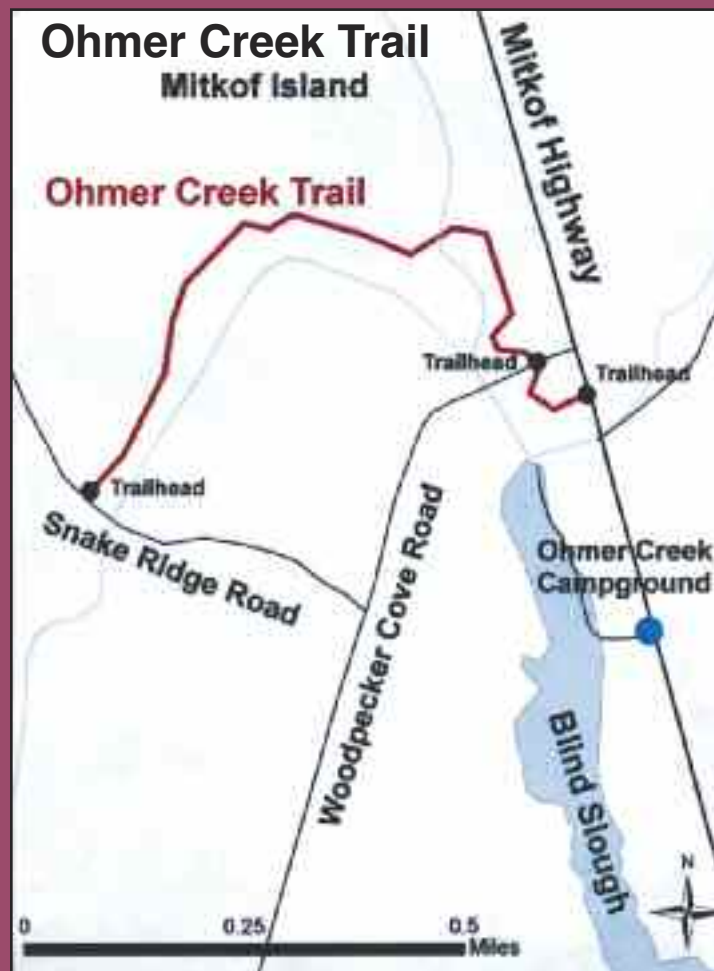 Ohmer Creek Trail
Mitkof Island
Mitkof Highway
Ohmer Creek Trail
Trailhead
Trailhead
Trailhead
Snake Ridge Road
Woodpecker Cove Road
Ohmer Creek
Campground
Blind Slough
N
0 0.25 0.5
Miles